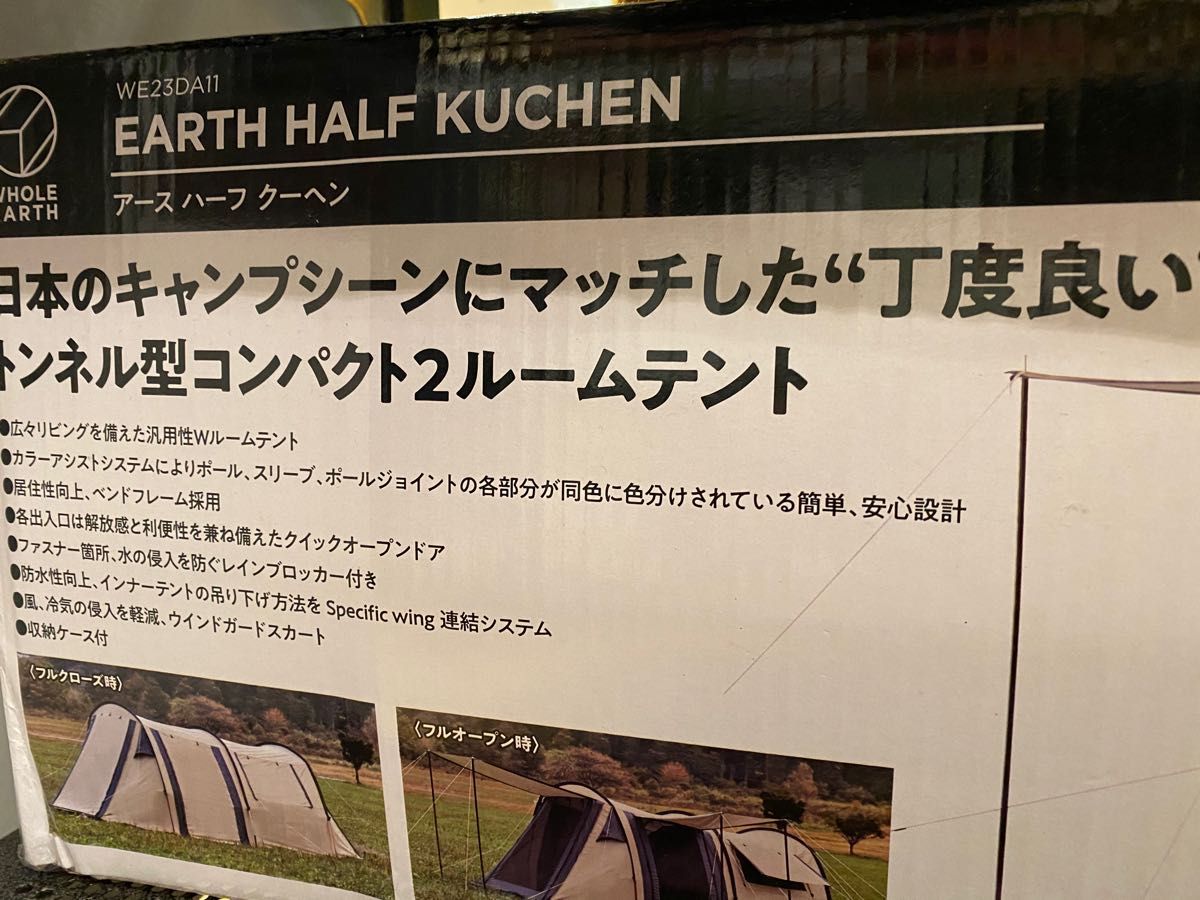 WE23DA11
EARTH HALF KUCHEN
WHOLE
EARTH
アース ハーフ クーヘン
日本のキャンプシーンにマッチした“丁度良い”
トンネル型コンパクト2ルームテント
●広々リビングを備えた汎用性Wルームテント
●カラーアシストシステムによりポール、スリーブ、ポールジョイントの各部分が同色に色分けされている簡単、安心設計
●居住性向上、ベンドフレーム採用
●各出入口は解放感と利便性を兼ね備えたクイックオープンドア
●ファスナー箇所、水の侵入を防ぐレインブロッカー付き
●防水性向上、インナーテントの吊り下げ方法を Specific wing 連結システム
●風、冷気の侵入を軽減、ウインドガードスカート
●収納ケース付
〈フルクローズ時〉
〈フルオープン時〉